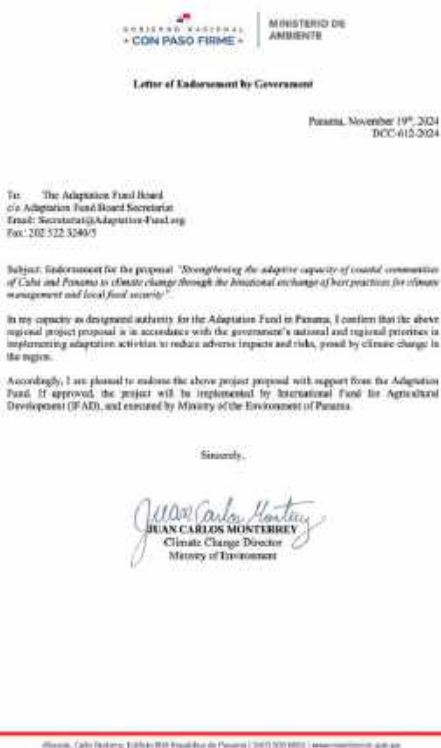 GOBIERNO NACIONAL
• CON PASO FIRME •
MINISTERIO DE
AMBIENTE
Letter of Endorsement by Government
Panama, November 19th, 2024
DCC-612-2024
To: The Adaptation Fund Board
c/o Adaptation Fund Board Secretariat
Email: Secretariat@Adaptation-Fund.org
Fax: 202 522 3240/5
Subject: Endorsement for the proposal "Strengthening the adaptive capacity of coastal communities
of Cuba and Panama to climate change through the binational exchange of best practices for climate
management and local food security".
In my capacity as designated authority for the Adaptation Fund in Panama, I confirm that the above
regional project proposal is in accordance with the government's national and regional priorities in
implementing adaptation activities to reduce adverse impacts and risks, posed by climate change in
the region.
Accordingly, I am pleased to endorse the above project proposal with support from the Adaptation
Fund. If approved, the project will be implemented by International Fund for Agricultural
Development (IFAD), and executed by Ministry of the Environment of Panama.
Sincerely,
Juan Carlos Monterrey
JUAN CARLOS MONTERREY
Climate Change Director
Ministry of Environment
República de Panamá